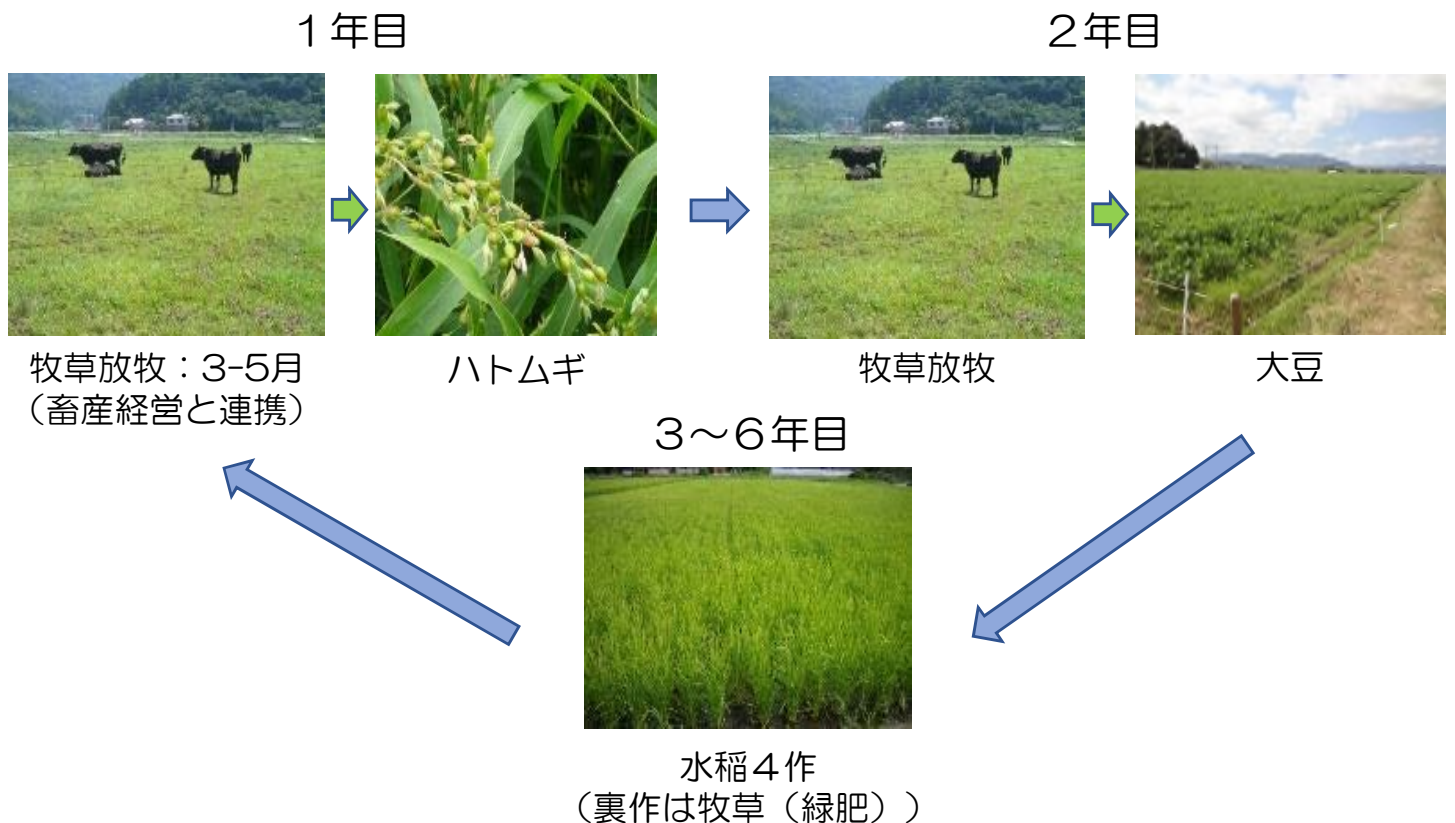 １年目
２年目
牧草放牧：3-5月
（畜産経営と連携）
ハトムギ
牧草放牧
大豆
３～６年目
水稲４作
（裏作は牧草（緑肥））